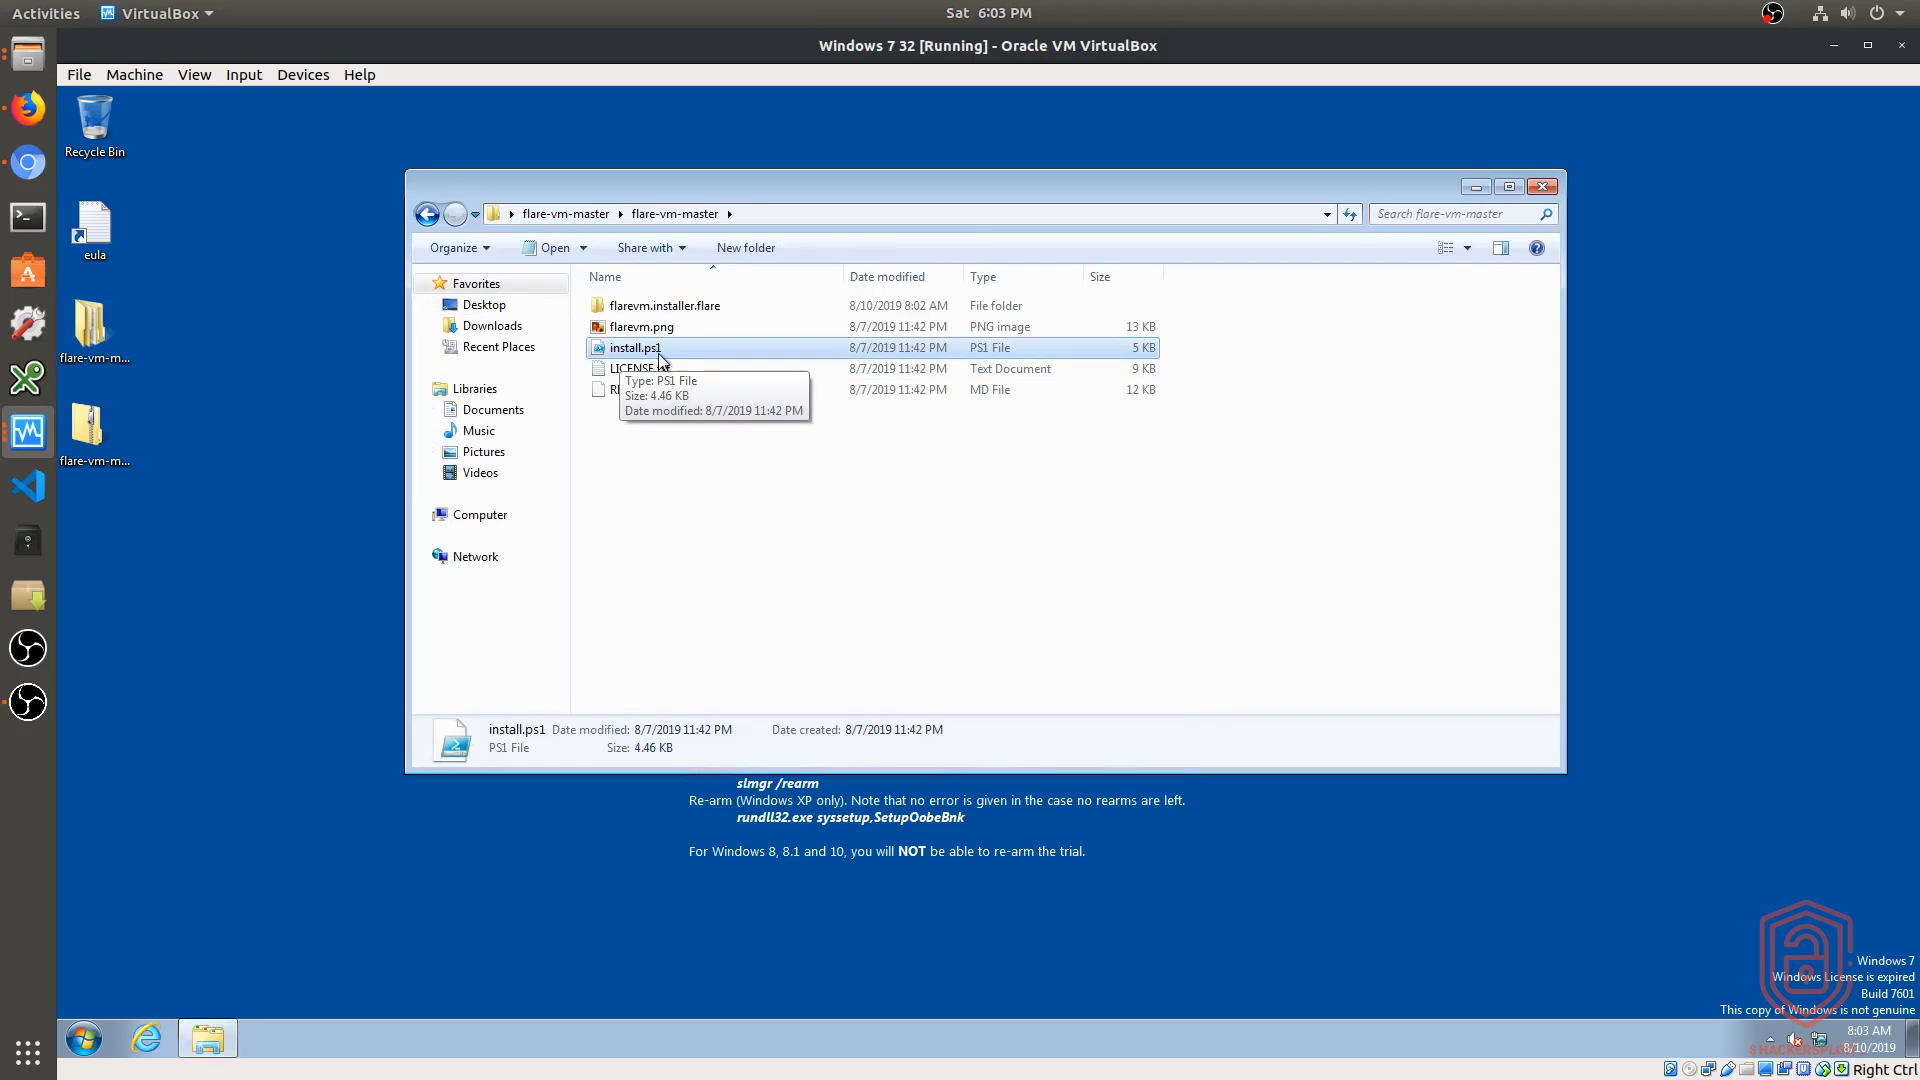 Activities
VirtualBox
Sat 6:03 PM
Windows 7 32 [Running] - Oracle VM VirtualBox
File Machine View Input Devices Help
Recycle Bin
eula
flare-vm-m...
flare-vm-m...
flare-vm-master
flare-vm-master
Search flare-vm-master
Organize
Open
Share with
New folder
Favorites
Desktop
Downloads
Recent Places
Libraries
Documents
Music
Pictures
Videos
Computer
Network
Name Date modified Type Size
flarevm.installer.flare 8/10/2019 8:02 AM File folder
flarevm.png 8/7/2019 11:42 PM PNG image 13 KB
install.ps1 8/7/2019 11:42 PM PS1 File 5 KB
LICENSE 8/7/2019 11:42 PM Text Document 9 KB
8/7/2019 11:42 PM MD File 12 KB
Type: PS1 File
Size: 4.46 KB
Date modified: 8/7/2019 11:42 PM
install.ps1 Date modified: 8/7/2019 11:42 PM Date created: 8/7/2019 11:42 PM
PS1 File Size: 4.46 KB
slmgr /rearm
Re-arm (Windows XP only). Note that no error is given in the case no rearms are left.
rundll32.exe syssetup,SetupOobeBnk
For Windows 8, 8.1 and 10, you will NOT be able to re-arm the trial.
Windows 7
Windows License is expired
Build 7601
This copy of Windows is not genuine
8:03 AM
8/10/2019
Right Ctrl